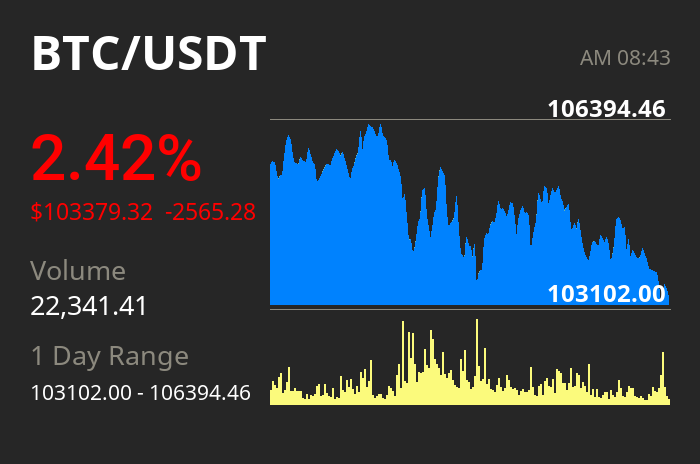 BTC/USDT
AM 08:43
106394.46
2.42%
$103379.32 -2565.28
Volume
22,341.41
103102.00
1 Day Range
103102.00 - 106394.46